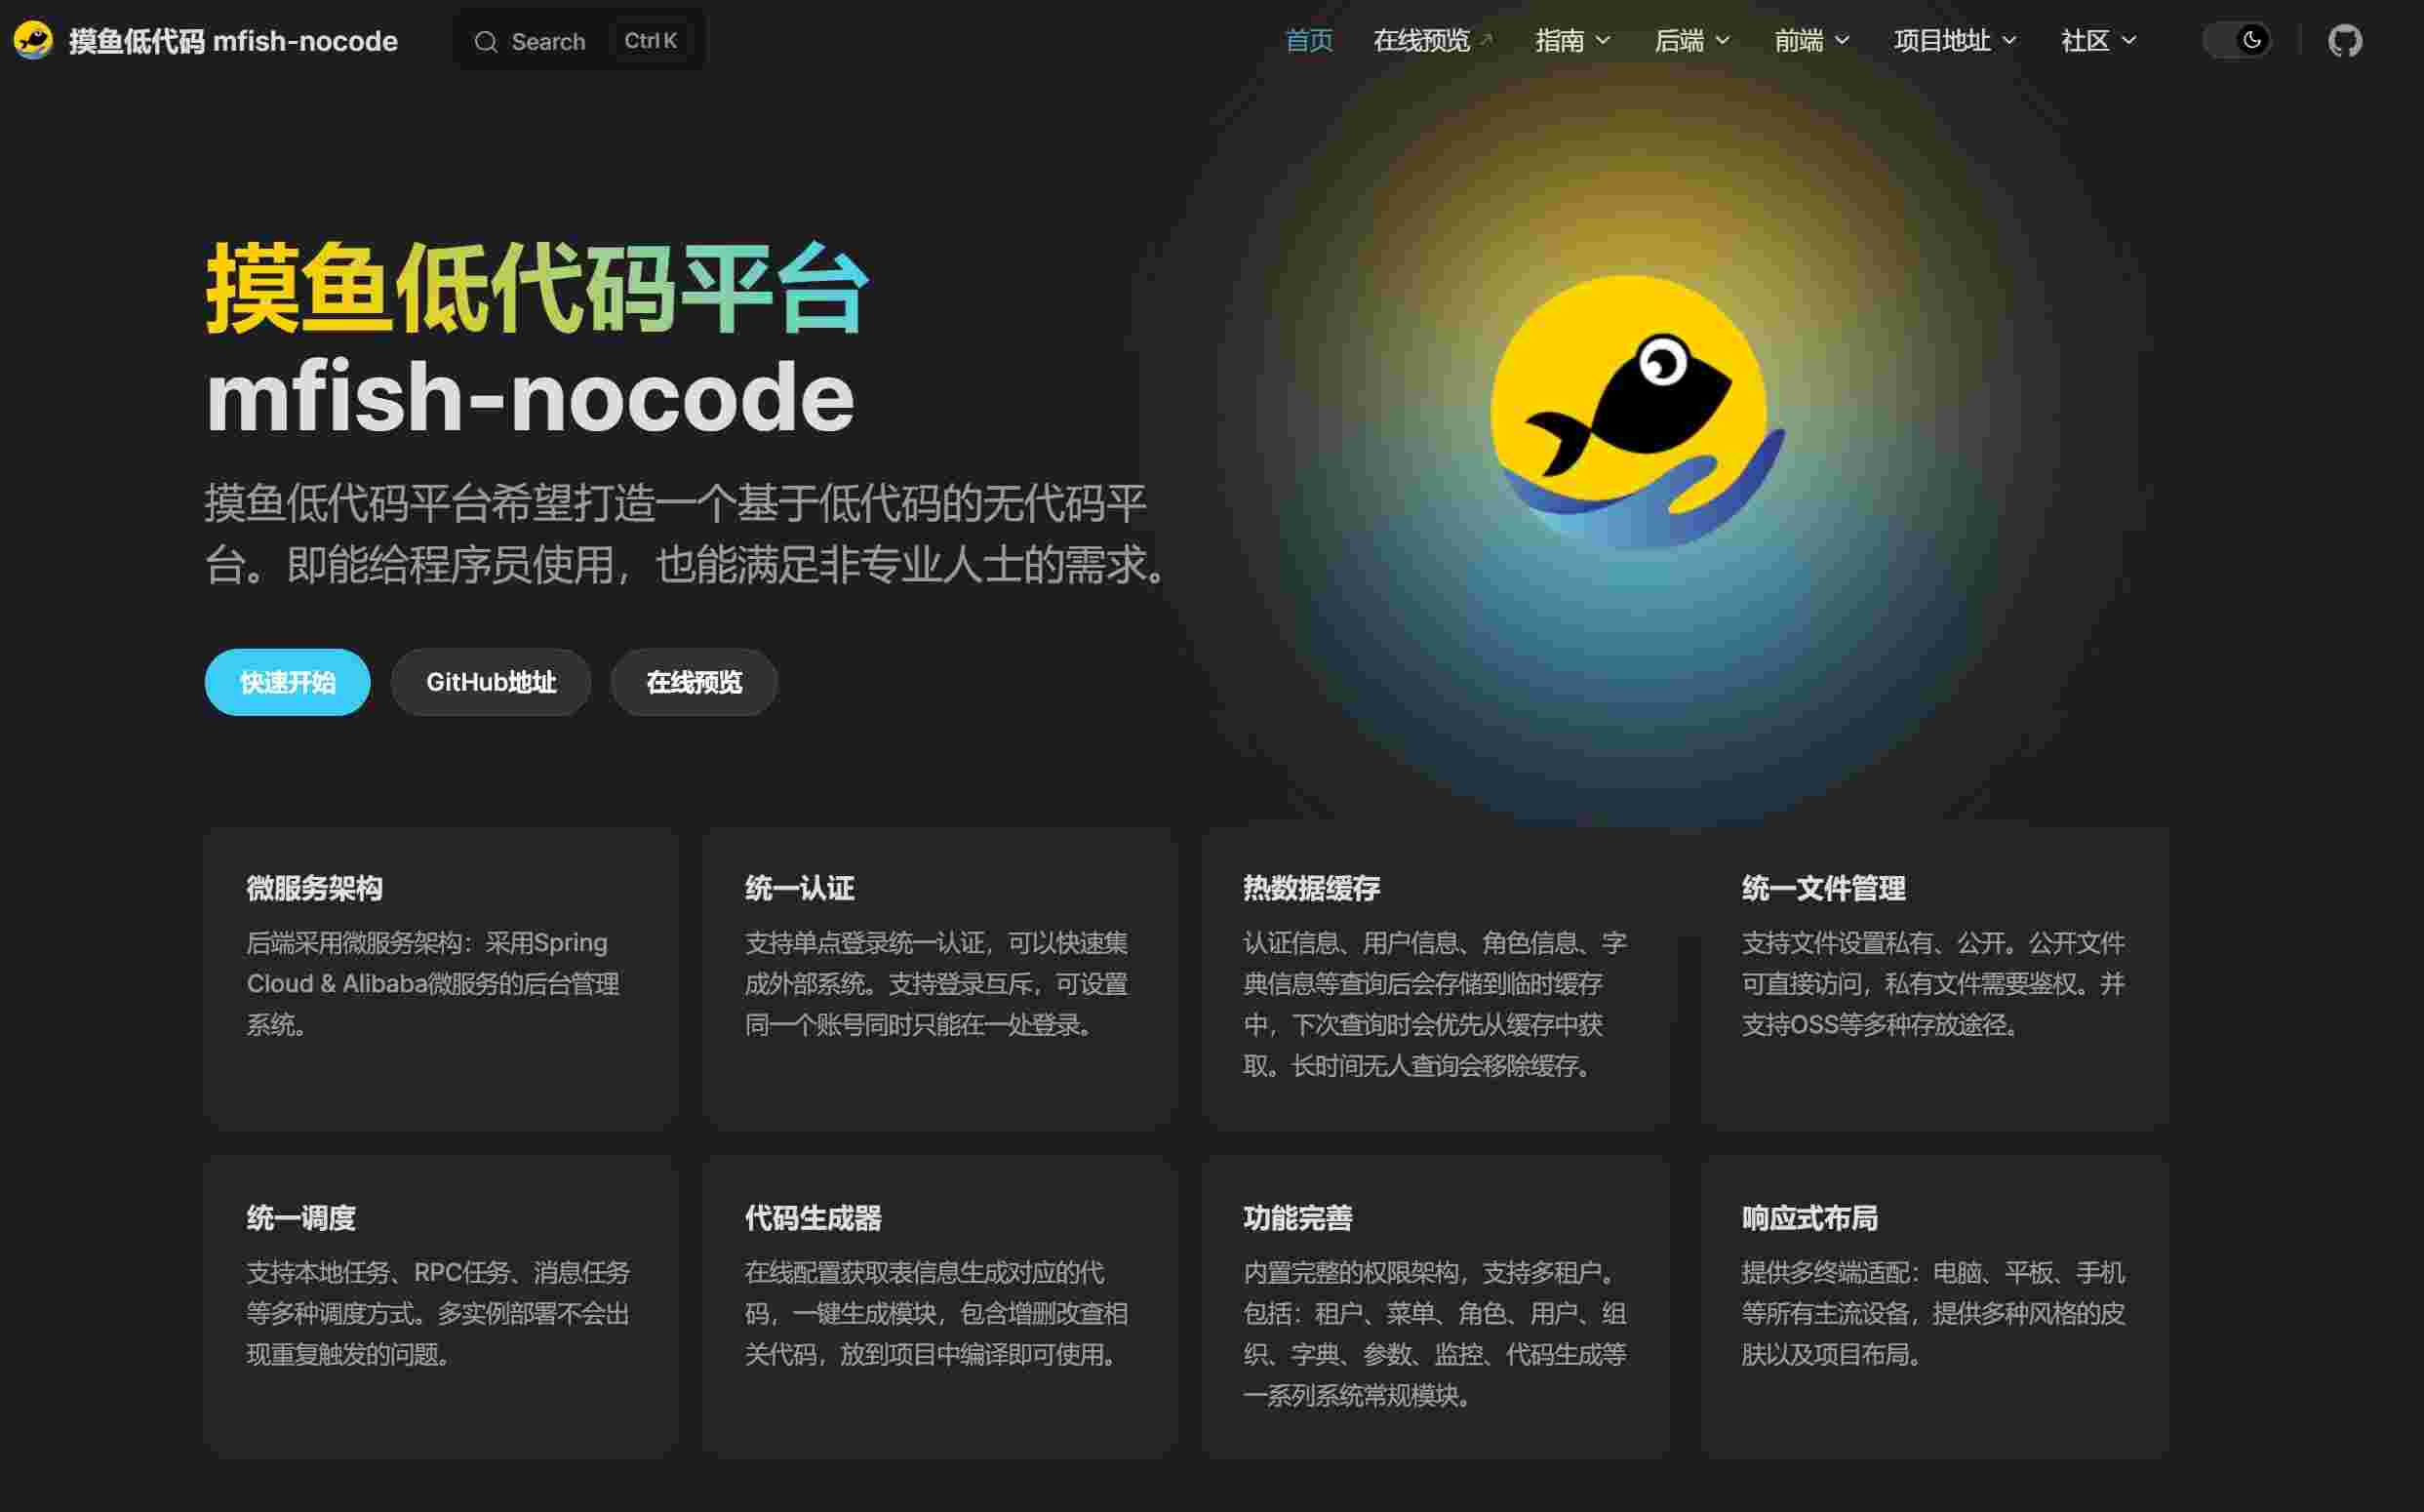 摸鱼低代码 mfish-nocode
Search Ctrl K
首页 在线预览 指南 后端 前端 项目地址 社区
摸鱼低代码平台
mfish-nocode
摸鱼低代码平台希望打造一个基于低代码的无代码平
台。即能给程序员使用，也能满足非专业人士的需求。
快速开始 GitHub地址 在线预览
微服务架构
后端采用微服务架构：采用Spring
Cloud & Alibaba微服务的后台管理
系统。
统一认证
支持单点登录统一认证，可以快速集
成外部系统。支持登录互斥，可设置
同一个账号同时只能在一处登录。
热数据缓存
认证信息、用户信息、角色信息、字
典信息等查询后会存储到临时缓存
中，下次查询时会优先从缓存中获
取。长时间无人查询会移除缓存。
统一文件管理
支持文件设置私有、公开。公开文件
可直接访问，私有文件需要鉴权。并
支持OSS等多种存放途径。
统一调度
支持本地任务、RPC任务、消息任务
等多种调度方式。多实例部署不会出
现重复触发的问题。
代码生成器
在线配置获取表信息生成对应的代
码，一键生成模块，包含增删改查相
关代码，放到项目中编译即可使用。
功能完善
内置完整的权限架构，支持多租户。
包括：租户、菜单、角色、用户、组
织、字典、参数、监控、代码生成等
一系列系统常规模块。
响应式布局
提供多终端适配：电脑、平板、手机
等所有主流设备，提供多种风格的皮
肤以及项目布局。